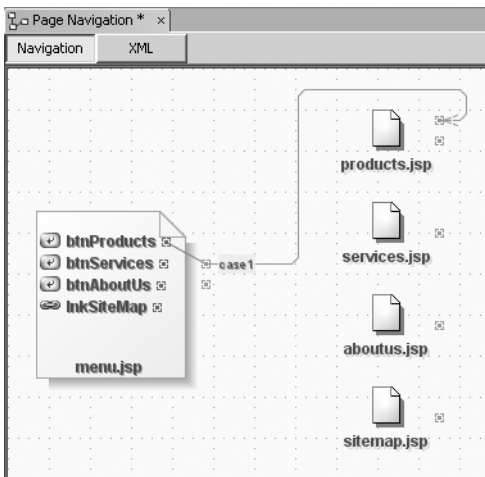 Page Navigation * ×
Navigation XML
products.jsp
btnProducts
btnServices
btnAboutUs
lnkSiteMap
menu.jsp
case1
services.jsp
aboutus.jsp
sitemap.jsp